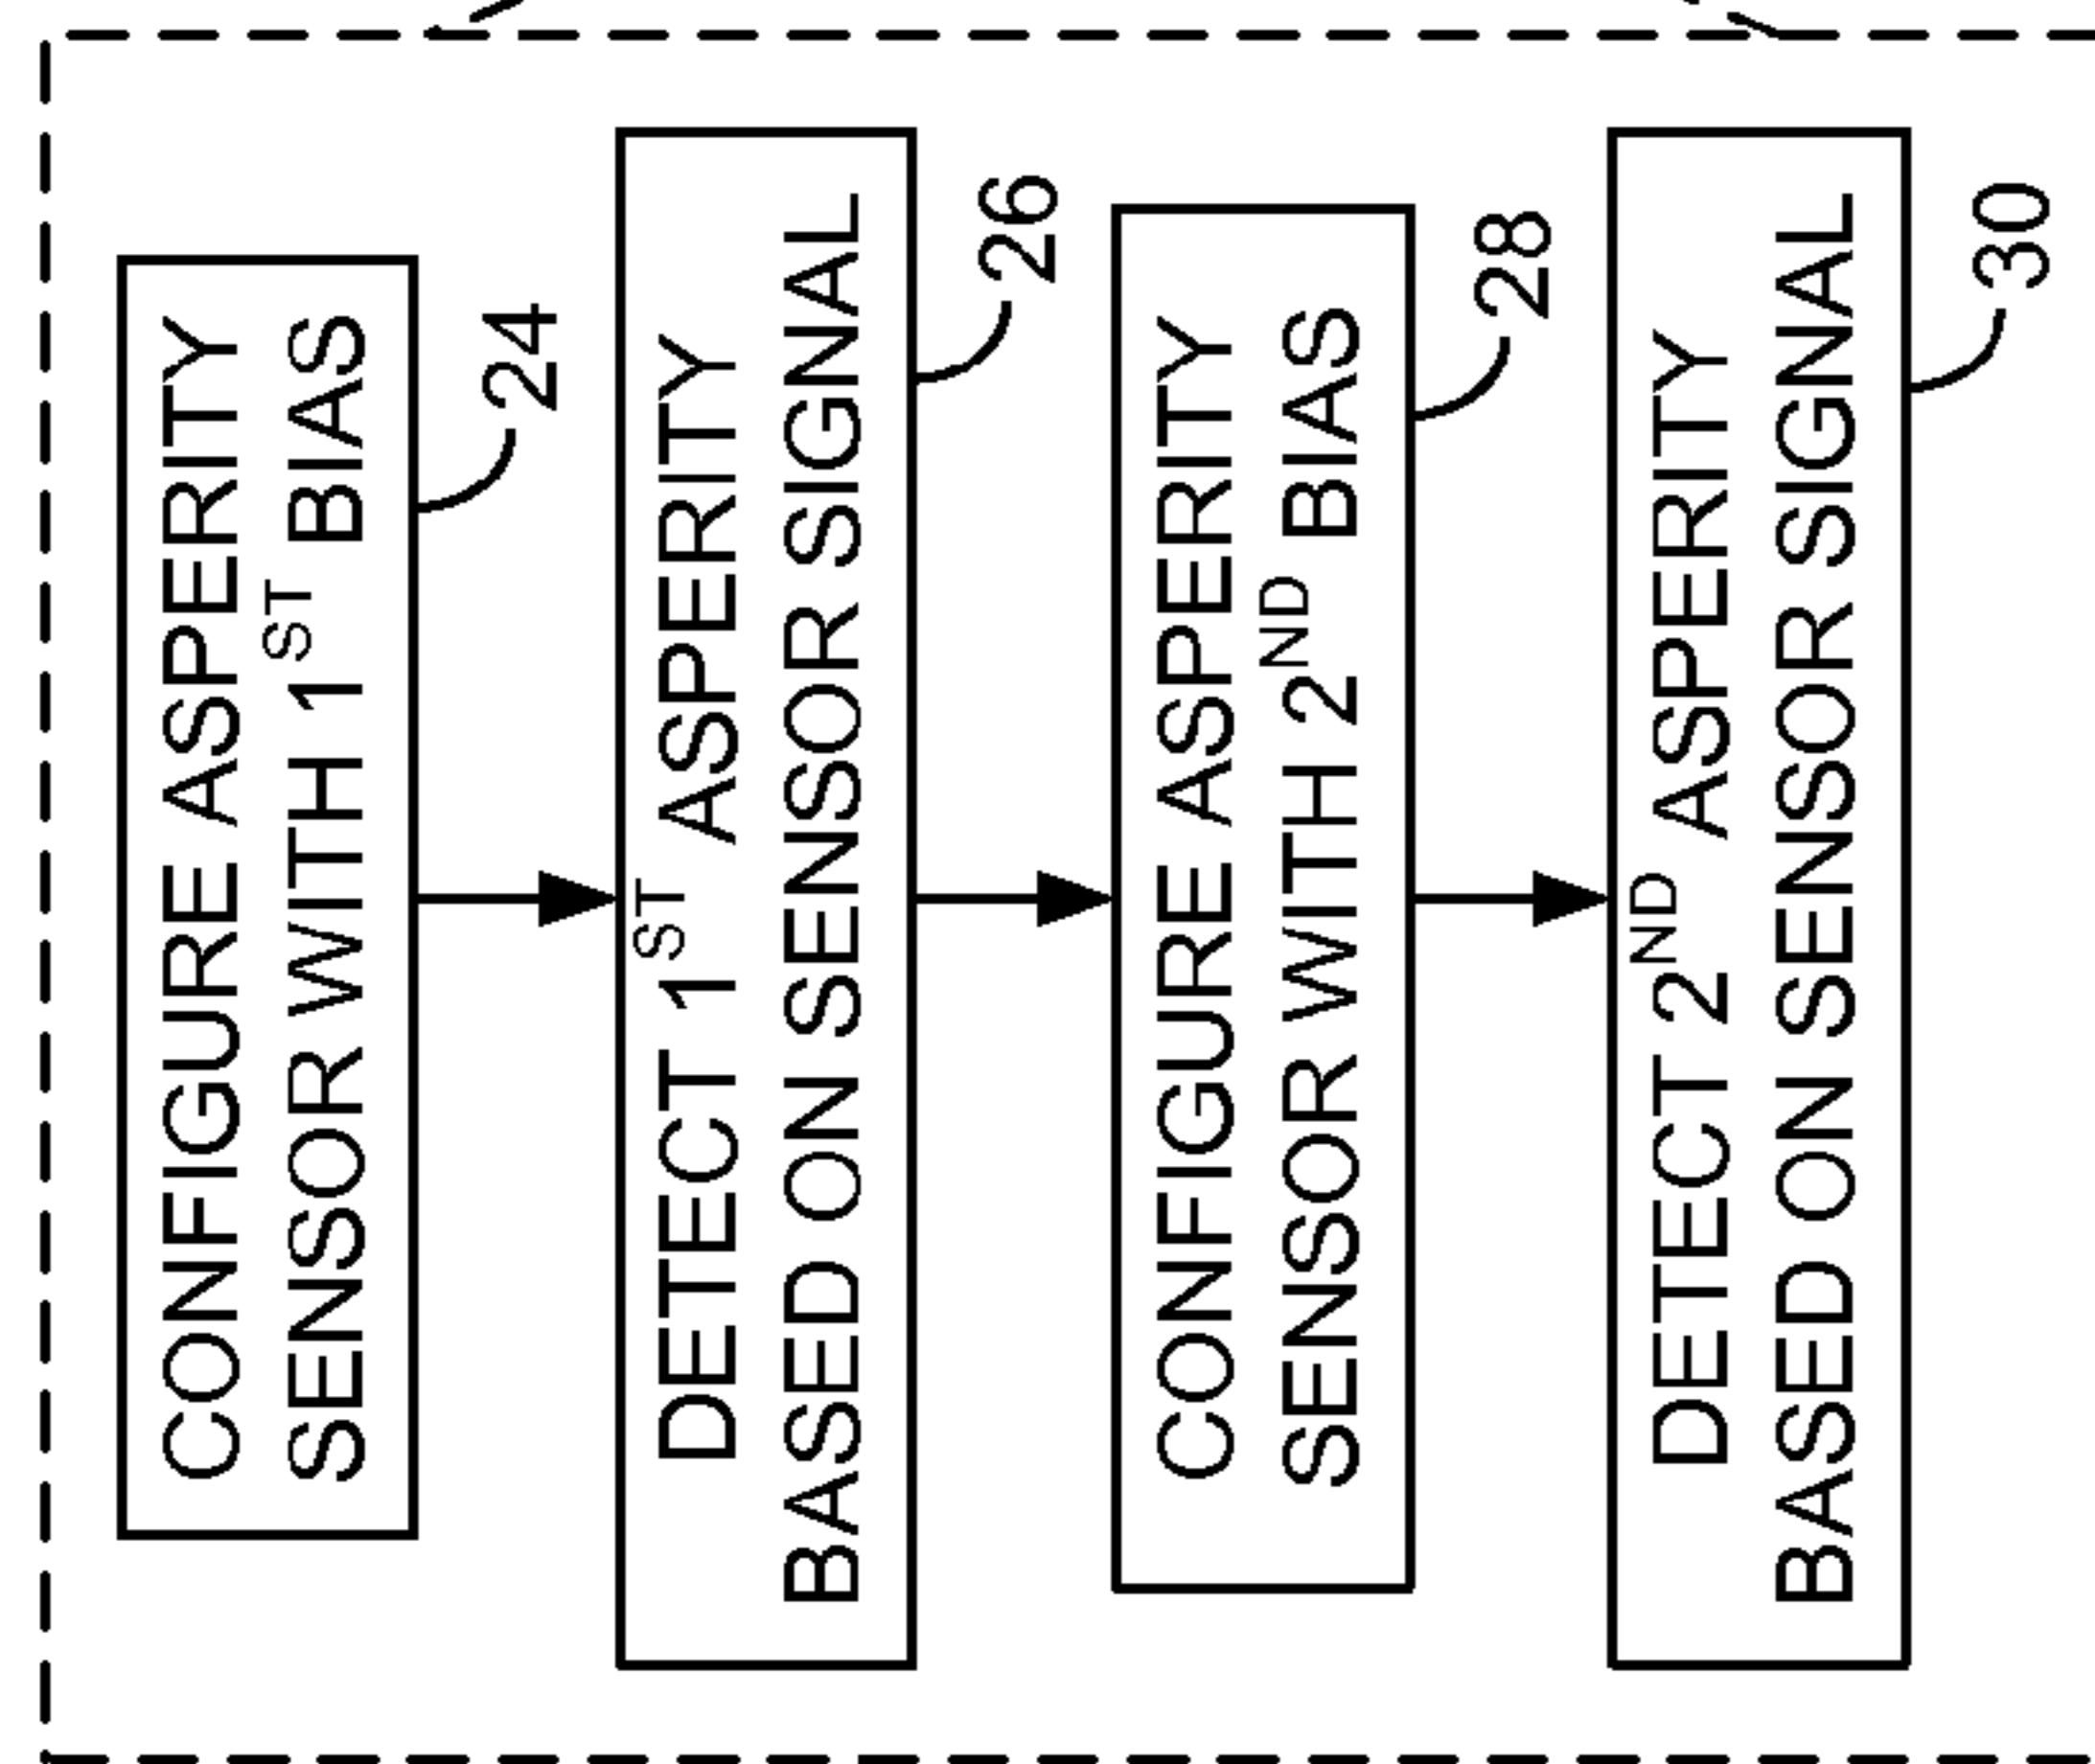 CONFIGURE ASPERITY
SENSOR WITH 1ST BIAS
24
DETECT 1ST ASPERITY
BASED ON SENSOR SIGNAL
26
CONFIGURE ASPERITY
SENSOR WITH 2ND BIAS
28
DETECT 2ND ASPERITY
BASED ON SENSOR SIGNAL
30